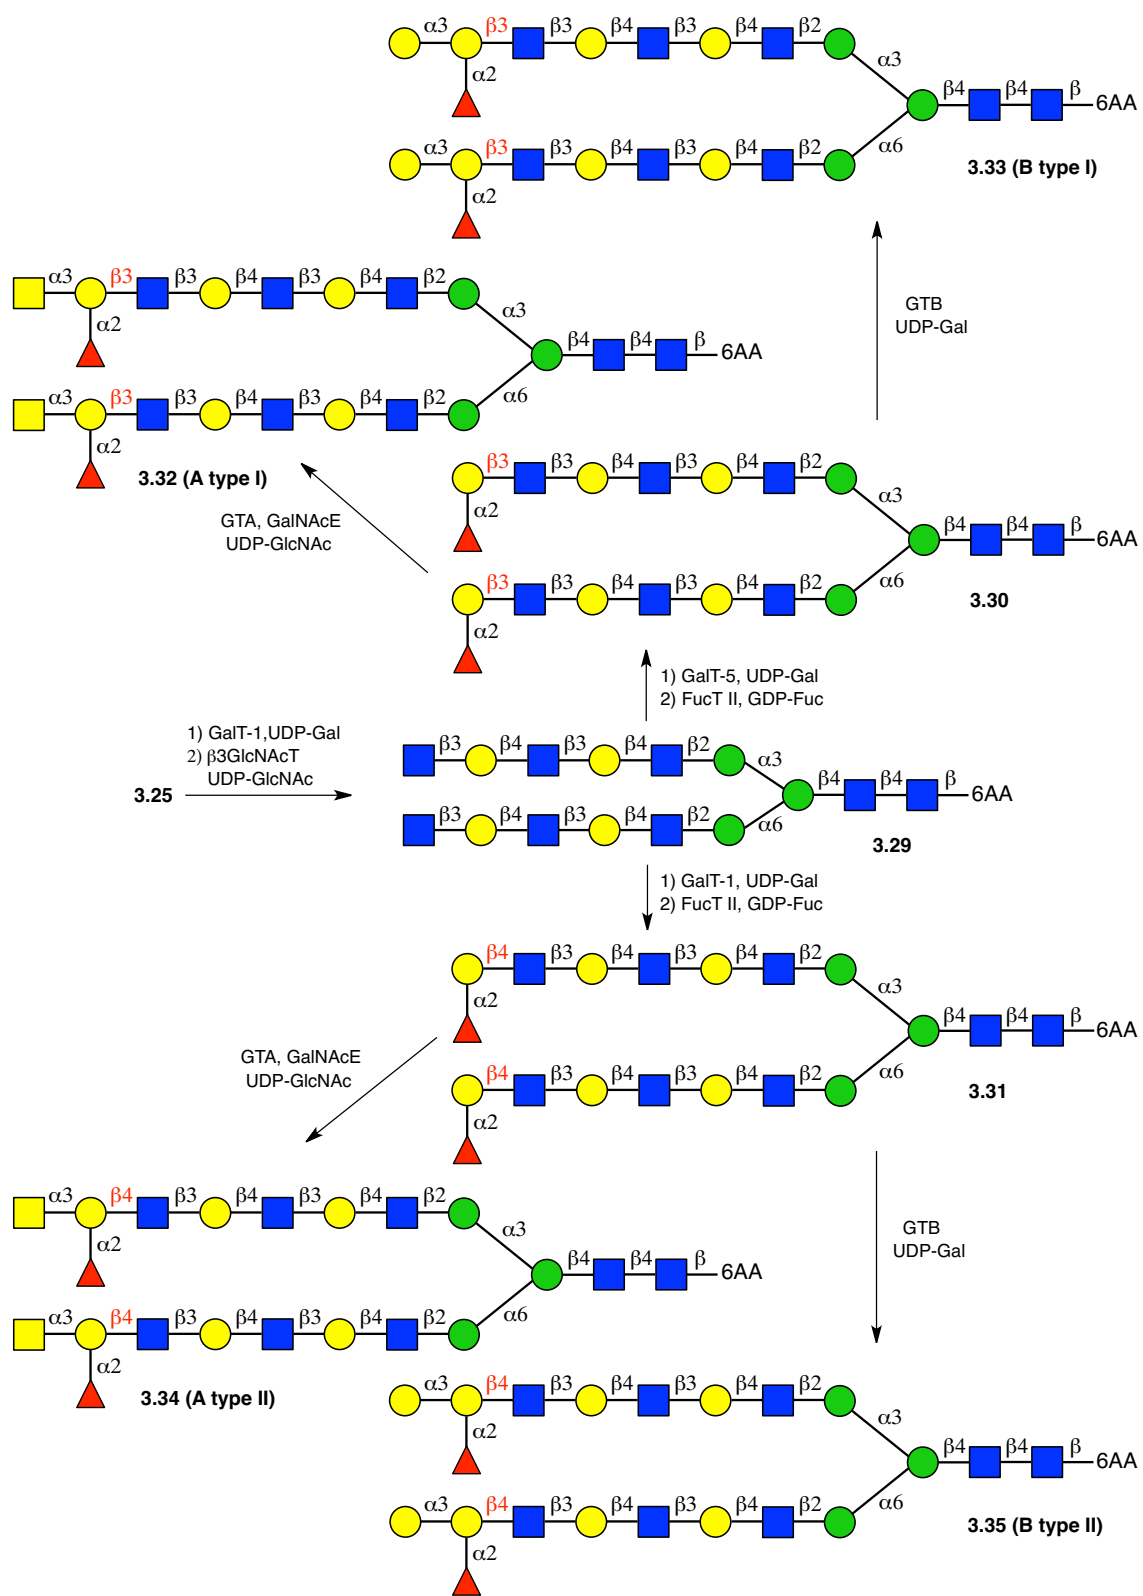 α3 β3 β3 β4 β3 β4 β2
α2 α3
β4 β4 β 6AA
α3 β3 β3 β4 β3 β4 β2 α6
α2 3.33 (B type I)
α3 β3 β3 β4 β3 β4 β2
α2 α3
β4 β4 β 6AA
α3 β3 β3 β4 β3 β4 β2 α6
α2
3.32 (A type I)
GTB
UDP-Gal
GTA, GalNAcE
UDP-GlcNAc
β3 β3 β4 β3 β4 β2
α2 α3
β4 β4 β 6AA
β3 β3 β4 β3 β4 β2 α6
α2 3.30
1) GalT-5, UDP-Gal
2) FucT II, GDP-Fuc
1) GalT-1,UDP-Gal
2) β3GlcNAcT
UDP-GlcNAc
3.25
β3 β4 β3 β4 β2 α3
β4 β4 β 6AA
β3 β4 β3 β4 β2 α6
3.29
1) GalT-1, UDP-Gal
2) FucT II, GDP-Fuc
β4 β3 β4 β3 β4 β2
α2 α3
β4 β4 β 6AA
β4 β3 β4 β3 β4 β2 α6
α2 3.31
GTA, GalNAcE
UDP-GlcNAc
α3 β4 β3 β4 β3 β4 β2
α2 α3
β4 β4 β 6AA
α3 β4 β3 β4 β3 β4 β2 α6
α2
3.34 (A type II)
GTB
UDP-Gal
α3 β4 β3 β4 β3 β4 β2
α2 α3
β4 β4 β 6AA
α3 β4 β3 β4 β3 β4 β2 α6
α2 3.35 (B type II)